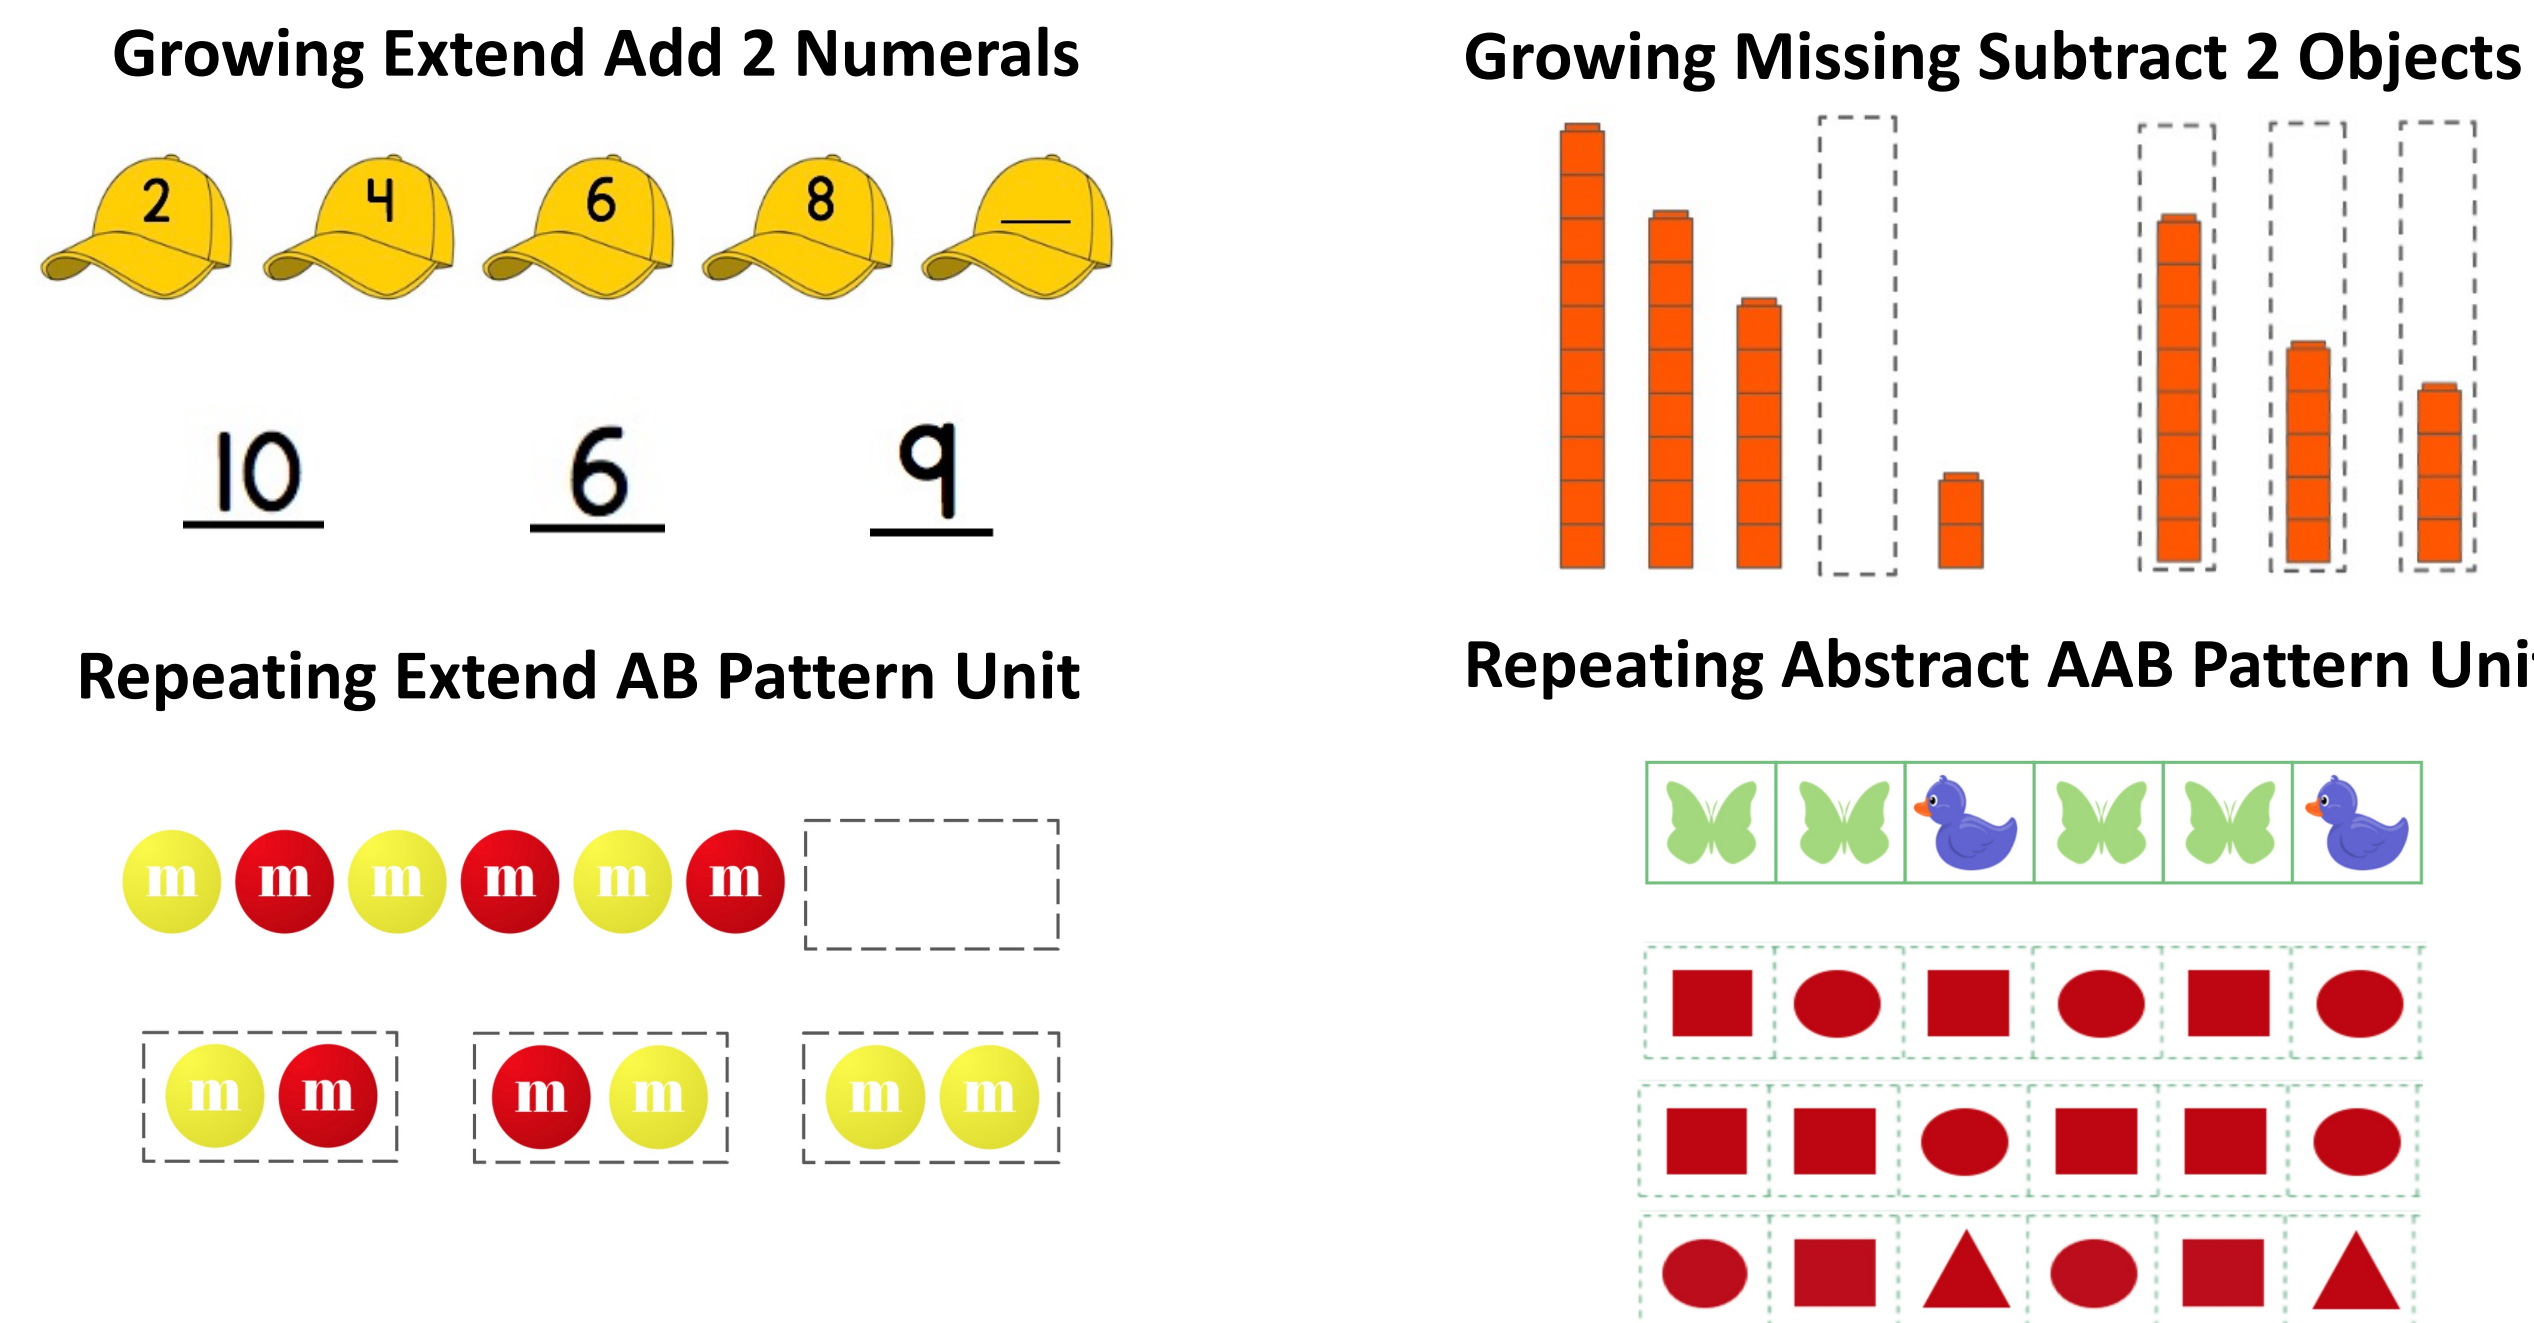 Growing Extend Add 2 Numerals
2 4 6 8
10 6 9
Growing Missing Subtract 2 Objects
Repeating Extend AB Pattern Unit
m m m m m m
m m m m m m
Repeating Abstract AAB Pattern Uni